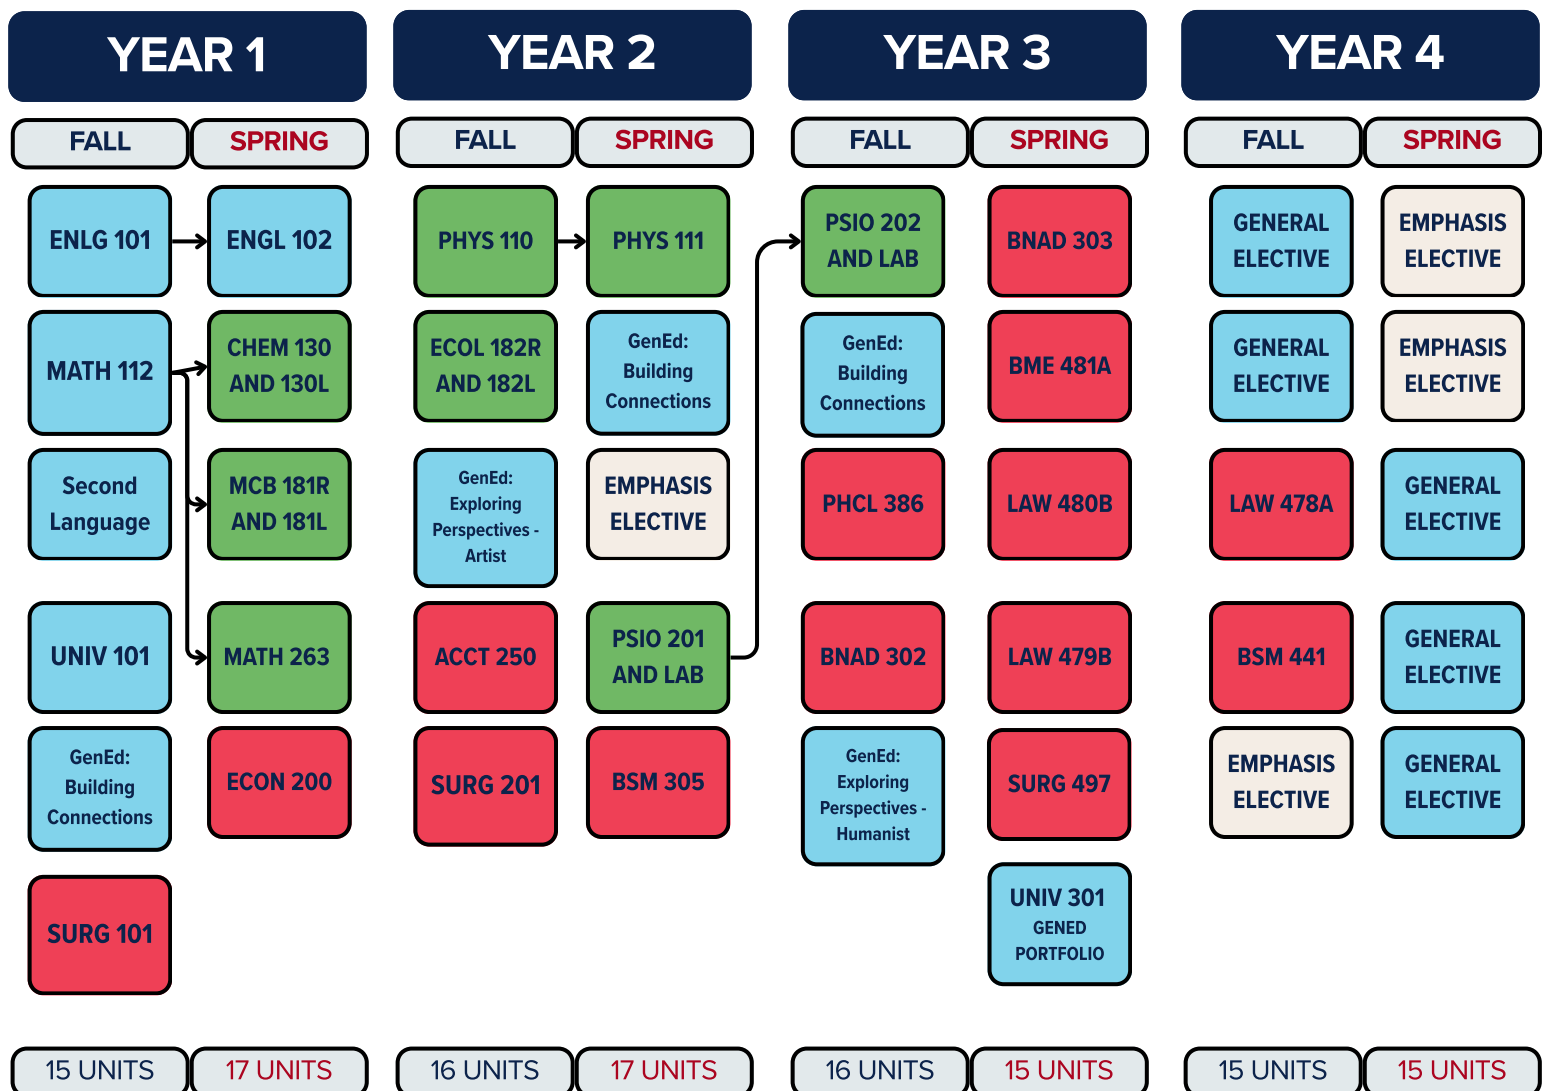 YEAR 1
YEAR 2
YEAR 3
YEAR 4
FALL
SPRING
FALL
SPRING
FALL
SPRING
FALL
SPRING
ENLG 101
MATH 112
Second
Language
UNIV 101
GenEd:
Building
Connections
SURG 101
ENGL 102
CHEM 130
AND 130L
MCB 181R
AND 181L
MATH 263
ECON 200
PHYS 110
ECOL 182R
AND 182L
GenEd:
Exploring
Perspectives -
Artist
ACCT 250
SURG 201
PHYS 111
GenEd:
Building
Connections
EMPHASIS
ELECTIVE
PSIO 201
AND LAB
BSM 305
PSIO 202
AND LAB
GenEd:
Building
Connections
PHCL 386
BNAD 302
GenEd:
Exploring
Perspectives -
Humanist
BNAD 303
BME 481A
LAW 480B
LAW 479B
SURG 497
UNIV 301
GENED
PORTFOLIO
GENERAL
ELECTIVE
GENERAL
ELECTIVE
LAW 478A
BSM 441
EMPHASIS
ELECTIVE
EMPHASIS
ELECTIVE
EMPHASIS
ELECTIVE
GENERAL
ELECTIVE
GENERAL
ELECTIVE
GENERAL
ELECTIVE
15 UNITS
17 UNITS
16 UNITS
17 UNITS
16 UNITS
15 UNITS
15 UNITS
15 UNITS